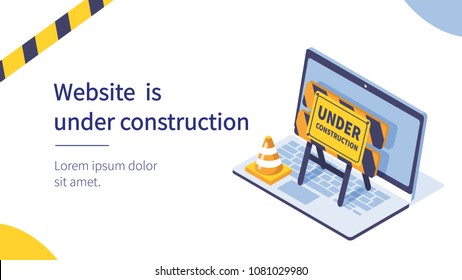 Website is
under construction
Lorem ipsum dolor
sit amet.
UNDER
CONSTRUCTION
shutterstock.com · 1081029980